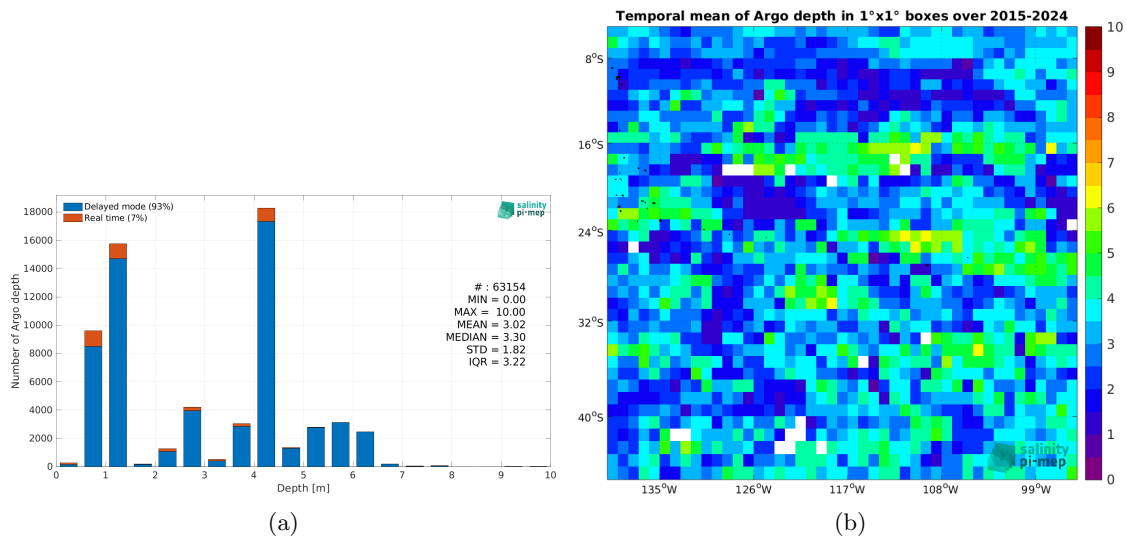 Delayed mode (93%)
Real time (7%)
salinity
pi-mep
18000
16000
14000
12000
10000
8000
6000
4000
2000
0
Number of Argo depth
# : 63154
MIN = 0.00
MAX = 10.00
MEAN = 3.02
MEDIAN = 3.30
STD = 1.82
IQR = 3.22
0 1 2 3 4 5 6 7 8 9 10
Depth [m]
(a)
Temporal mean of Argo depth in 1°x1° boxes over 2015-2024
8°S
16°S
24°S
32°S
40°S
135°W 126°W 117°W 108°W 99°W
salinity
pi-mep
10
9
8
7
6
5
4
3
2
1
0
(b)